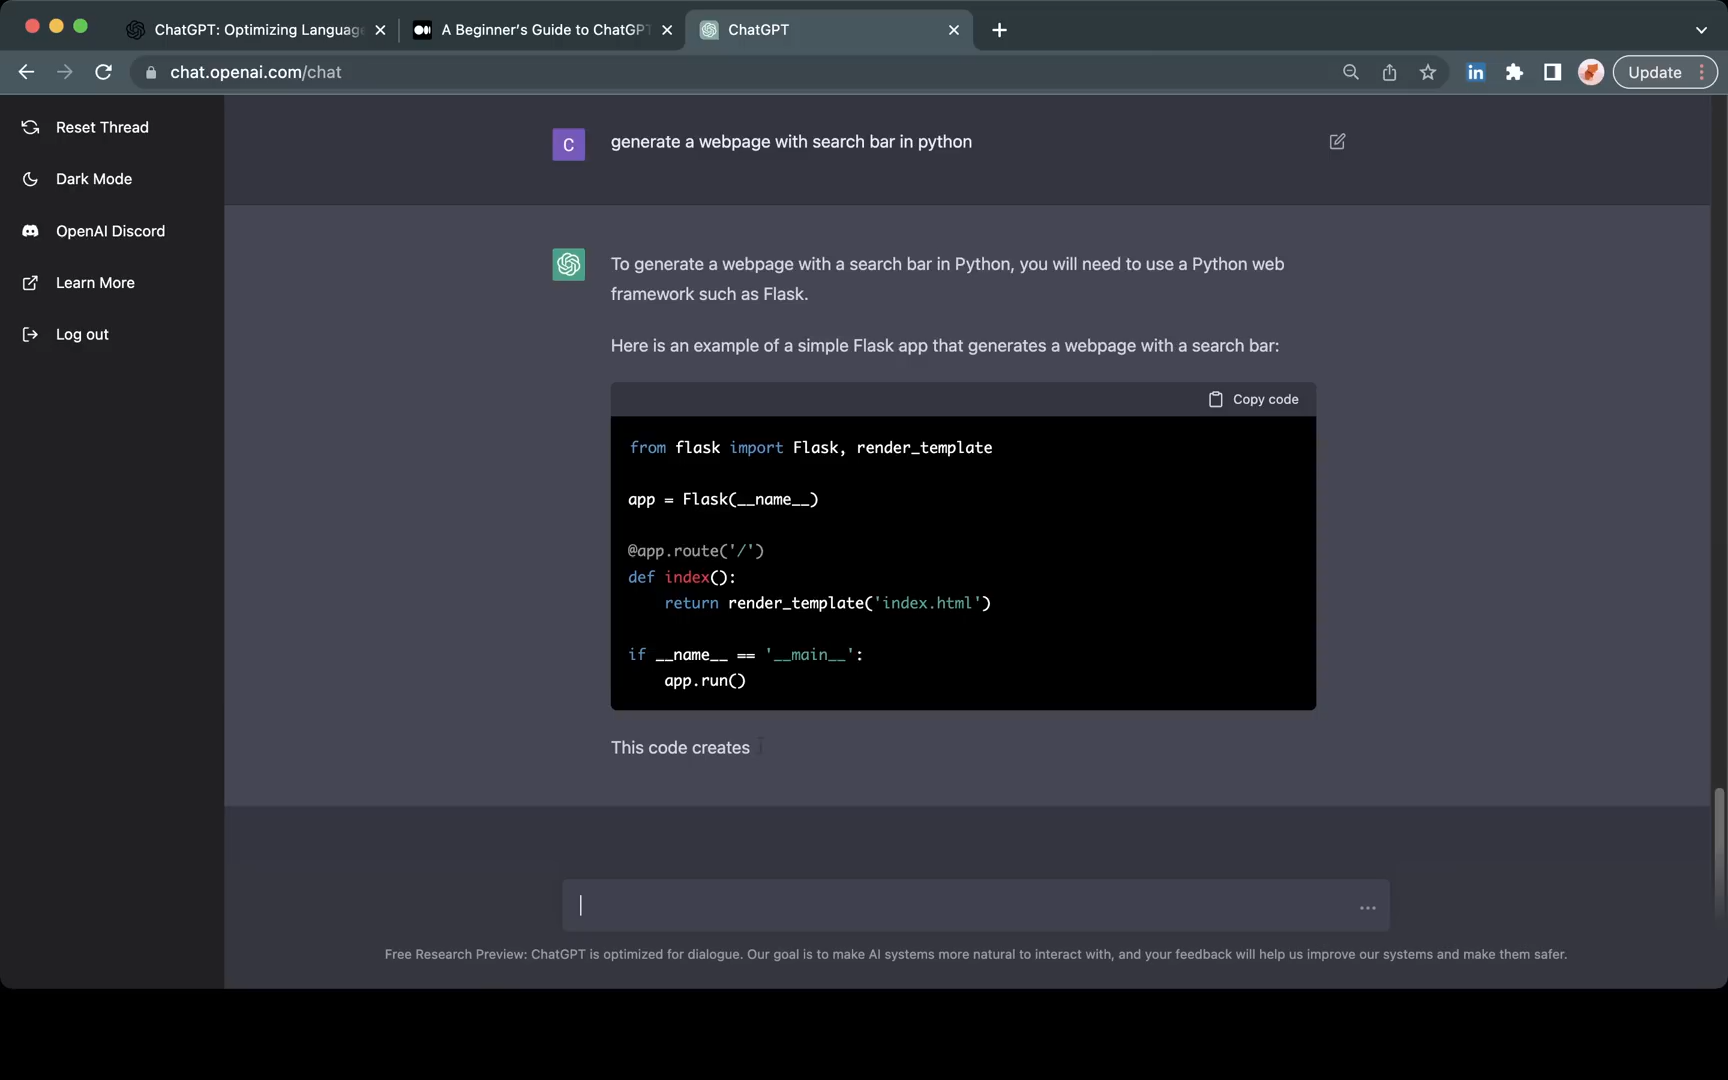 ChatGPT: Optimizing Language
A Beginner's Guide to ChatGPT
ChatGPT
chat.openai.com/chat
in
Update
Reset Thread
Dark Mode
OpenAI Discord
Learn More
Log out
C
generate a webpage with search bar in python
To generate a webpage with a search bar in Python, you will need to use a Python web
framework such as Flask.
Here is an example of a simple Flask app that generates a webpage with a search bar:
Copy code
from flask import Flask, render_template
app = Flask(__name__)
@app.route('/')
def index():
    return render_template('index.html')
if __name__ == '__main__':
    app.run()
This code creates
...
Free Research Preview: ChatGPT is optimized for dialogue. Our goal is to make AI systems more natural to interact with, and your feedback will help us improve our systems and make them safer.